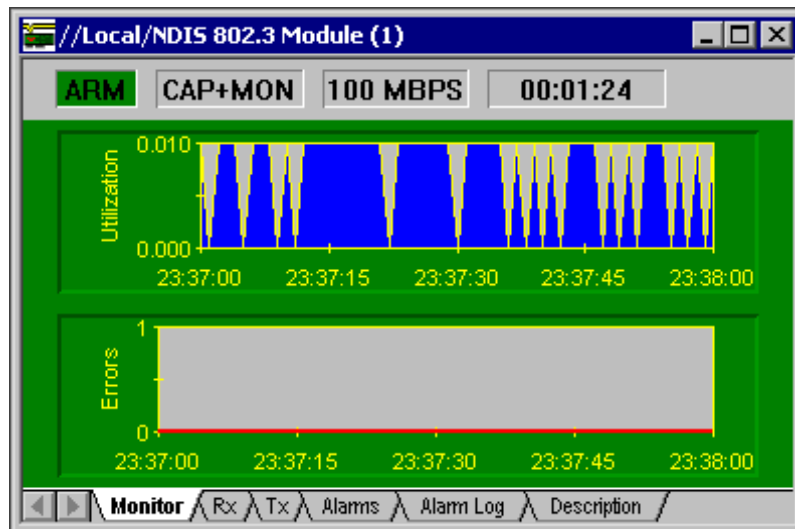 //Local/NDIS 802.3 Module (1)
ARM CAP+MON 100 MBPS 00:01:24
Utilization
0.010
0.000
23:37:00 23:37:15 23:37:30 23:37:45 23:38:00
Errors
1
0
23:37:00 23:37:15 23:37:30 23:37:45 23:38:00
Monitor Rx Tx Alarms Alarm Log Description